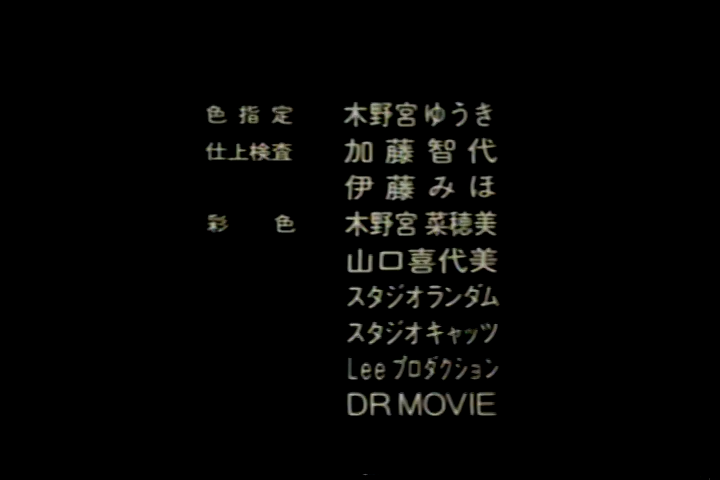 色指定 木野宮ゆうき
仕上検査 加藤智代
伊藤みほ
彩色 木野宮菜穂美
山口喜代美
スタジオランダム
スタジオキャッツ
Leeプロダクション
DR MOVIE